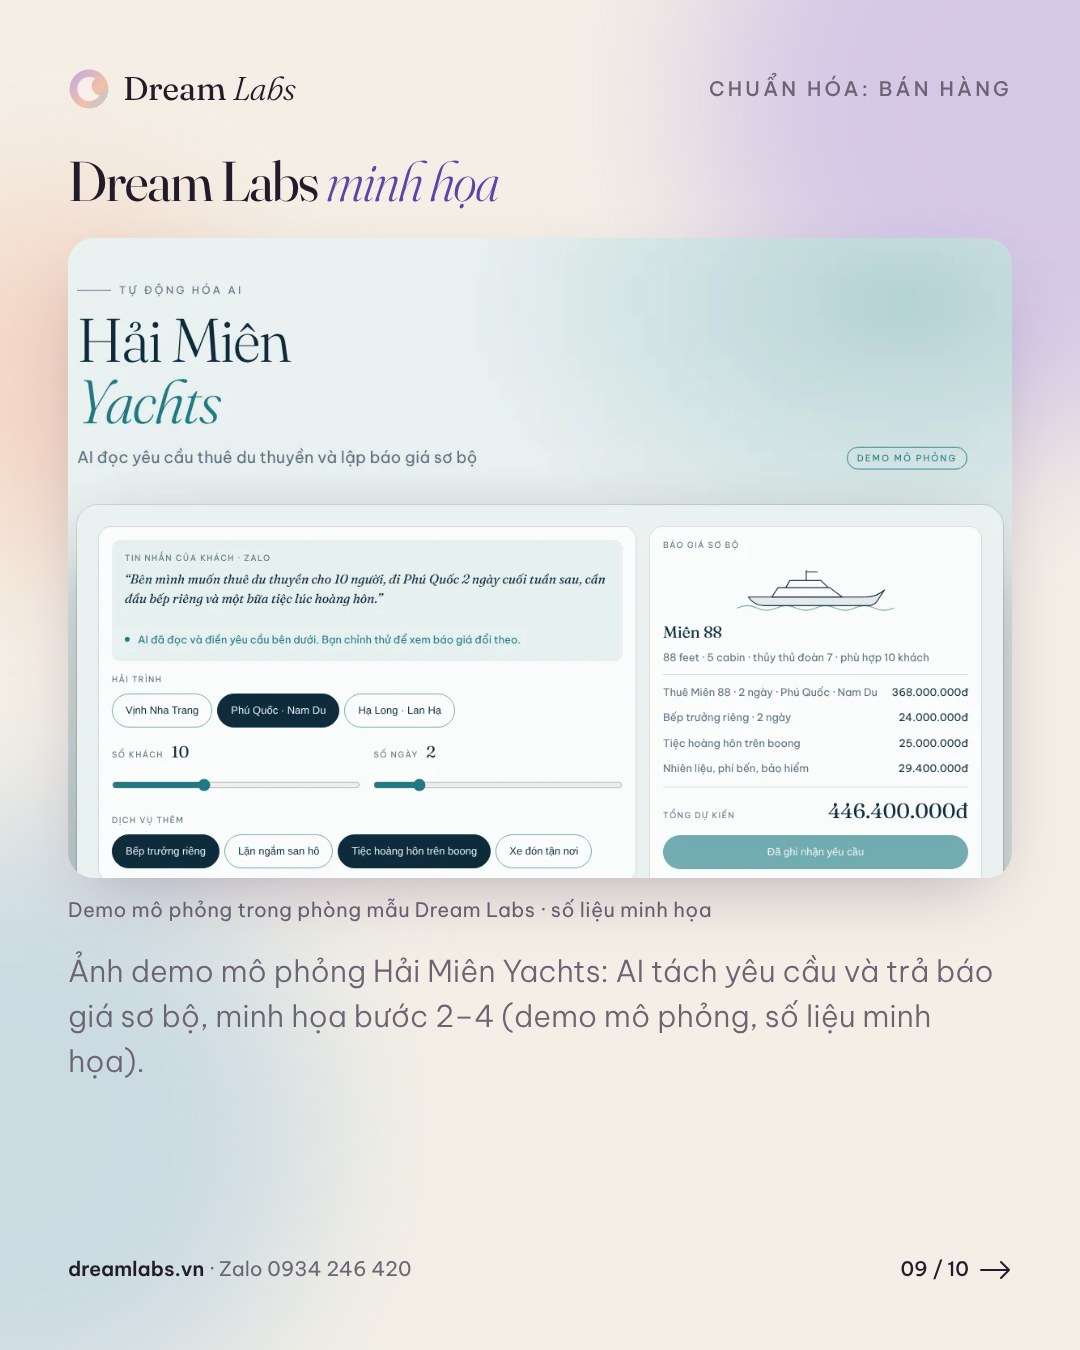 Dream Labs
CHUẨN HÓA: BÁN HÀNG
Dream Labs minh họa
TỰ ĐỘNG HÓA AI
Hải Miên
Yachts
AI đọc yêu cầu thuê du thuyền và lập báo giá sơ bộ
DEMO MÔ PHỎNG
TIN NHẮN CỦA KHÁCH · ZALO
“Bên mình muốn thuê du thuyền cho 10 người, đi Phú Quốc 2 ngày cuối tuần sau, cần
đầu bếp riêng và một bữa tiệc lúc hoàng hôn.”
AI đã đọc và điền yêu cầu bên dưới. Bạn chỉnh thử để xem báo giá đổi theo.
HẢI TRÌNH
Vịnh Nha Trang
Phú Quốc · Nam Du
Hạ Long · Lan Hạ
SỐ KHÁCH 10
SỐ NGÀY 2
DỊCH VỤ THÊM
Bếp trưởng riêng
Lặn ngắm san hô
Tiệc hoàng hôn trên boong
Xe đón tận nơi
BÁO GIÁ SƠ BỘ
Miên 88
88 feet · 5 cabin · thủy thủ đoàn 7 · phù hợp 10 khách
Thuê Miên 88 · 2 ngày · Phú Quốc · Nam Du 368.000.000đ
Bếp trưởng riêng · 2 ngày 24.000.000đ
Tiệc hoàng hôn trên boong 25.000.000đ
Nhiên liệu, phí bến, bảo hiểm 29.400.000đ
TỔNG DỰ KIẾN 446.400.000đ
Đã ghi nhận yêu cầu
Demo mô phỏng trong phòng mẫu Dream Labs · số liệu minh họa
Ảnh demo mô phỏng Hải Miên Yachts: AI tách yêu cầu và trả báo
giá sơ bộ, minh họa bước 2–4 (demo mô phỏng, số liệu minh
họa).
dreamlabs.vn · Zalo 0934 246 420
09 / 10